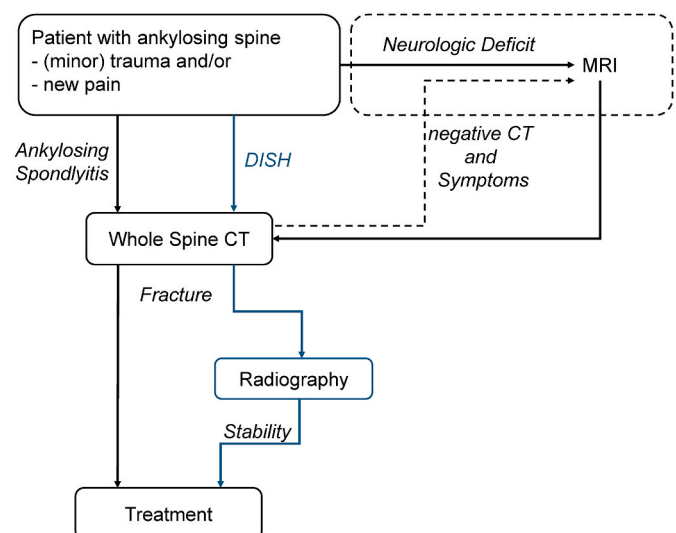 Patient with ankylosing spine
- (minor) trauma and/or
- new pain
Neurologic Deficit
MRI
Ankylosing
Spondlyitis
DISH
negative CT
and
Symptoms
Whole Spine CT
Fracture
Radiography
Stability
Treatment